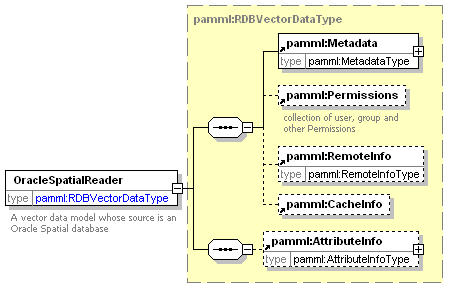 pamml:RDBVectorDataType
pamml:Metadata
type pamml:MetadataType
pamml:Permissions
collection of user, group and
other Permissions
pamml:RemoteInfo
type pamml:RemoteInfoType
OracleSpatialReader
type pamml:RDBVectorDataType
A vector data model whose source is an
Oracle Spatial database
pamml:CacheInfo
pamml:AttributeInfo
type pamml:AttributeInfoType